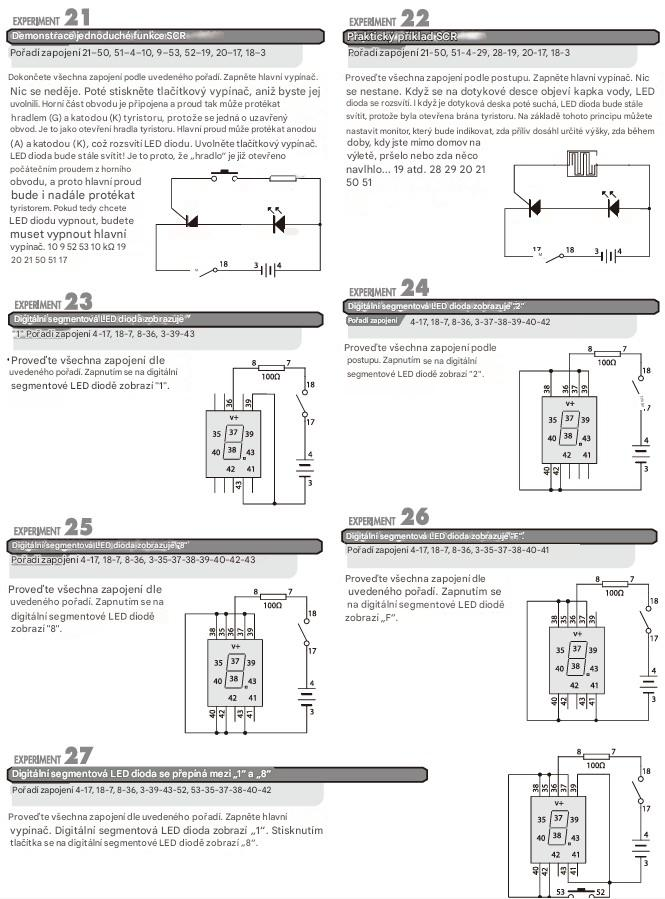 EXPERIMENT 21
Demonstrace jednoduché funkce SCR
Pořadí zapojení 21–50, 51–4–10, 9–53, 52–19, 20–17, 18–3
Dokončete všechna zapojení podle uvedeného pořadí. Zapněte hlavní vypínač.
Nic se neděje. Poté stiskněte tlačítkový vypínač, aniž byste jej
uvolnili. Horní část obvodu je připojena a proud tak může protékat
hradlem (G) a katodou (K) tyristoru, protože se jedná o uzavřený
obvod. Je to jako otevření hradla tyristoru. Hlavní proud může protékat anodou
(A) a katodou (K), což rozsvítí LED diodu. Uvolněte tlačítkový vypínač.
LED dioda bude stále svítit! Je to proto, že „hradlo“ je již otevřeno
počátečním proudem z horního
obvodu, a proto hlavní proud
bude i nadále protékat
tyristorem. Pokud tedy chcete
LED diodu vypnout, budete
muset vypnout hlavní
vypínač. 10 9 52 53 10 kΩ 19
20 21 50 51 17
18
3
4
EXPERIMENT 22
Praktický příklad SCR
Pořadí zapojení 21-50, 51-4-29, 28-19, 20-17, 18-3
Proveďte všechna zapojení podle postupu. Zapněte hlavní vypínač. Nic
se nestane. Když se na dotykové desce objeví kapka vody, LED
dioda se rozsvítí. I když je dotyková deska poté suchá, LED dioda bude stále
svítit, protože byla otevřena brána tyristoru. Na základě tohoto principu můžete
nastavit monitor, který bude indikovat, zda příliv dosáhl určité výšky, zda během
doby, kdy jste mimo domov na
výletě, pršelo nebo zda něco
navlhlo... 19 atd. 28 29 20 21
50 51
17
18
3
4
EXPERIMENT 23
Digitální segmentová LED dioda zobrazuje "
"1". Pořadí zapojení 4-17, 18-7, 8-36, 3-39-43
Proveďte všechna zapojení dle
uvedeného pořadí. Zapnutím se na digitální
segmentové LED diodě zobrazí "1".
8
7
100Ω
18
17
4
3
36
39
v+
35
37
39
40
38
43
42
41
43
EXPERIMENT 24
Digitální segmentová LED dioda zobrazuje "2"
Pořadí zapojení 4-17, 18-7, 8-36, 3-37-38-39-40-42
Proveďte všechna zapojení podle
postupu. Zapnutím se na digitální
segmentové LED diodě zobrazí "2".
8
7
100Ω
18
4
3
38
36
37
39
v+
35
37
39
40
38
43
42
41
40
42
EXPERIMENT 25
Digitální segmentová LED dioda zobrazuje "8"
Pořadí zapojení 4-17, 18-7, 8-36, 3-35-37-38-39-40-42-43
Proveďte všechna zapojení dle
uvedeného pořadí. Zapnutím se na
digitální segmentové LED diodě
zobrazí "8".
8
7
100Ω
18
17
4
3
38
35
36
37
39
v+
35
37
39
40
38
43
42
41
40
42
43
41
EXPERIMENT 26
Digitální segmentová LED dioda zobrazuje "F".
Pořadí zapojení 4-17, 18-7, 8-36, 3-35-37-38-40-41
Proveďte všechna zapojení dle
uvedeného pořadí. Zapnutím se
na digitální segmentové LED diodě
zobrazí „F“.
8
7
100Ω
18
17
4
3
38
35
36
37
39
v+
35
37
39
40
38
43
42
41
40
42
43
41
EXPERIMENT 27
Digitální segmentová LED dioda se přepíná mezi „1“ a „8“
Pořadí zapojení 4-17, 18-7, 8-36, 3-39-43-52, 53-35-37-38-40-42
Proveďte všechna zapojení dle uvedeného pořadí. Zapněte hlavní
vypínač. Digitální segmentová LED dioda zobrazí „1“. Stisknutím
tlačítka se na digitální segmentové LED diodě zobrazí „8“.
8
7
100Ω
18
17
4
3
38
35
36
37
39
v+
35
37
39
40
38
43
42
41
40
42
43
41
53
52